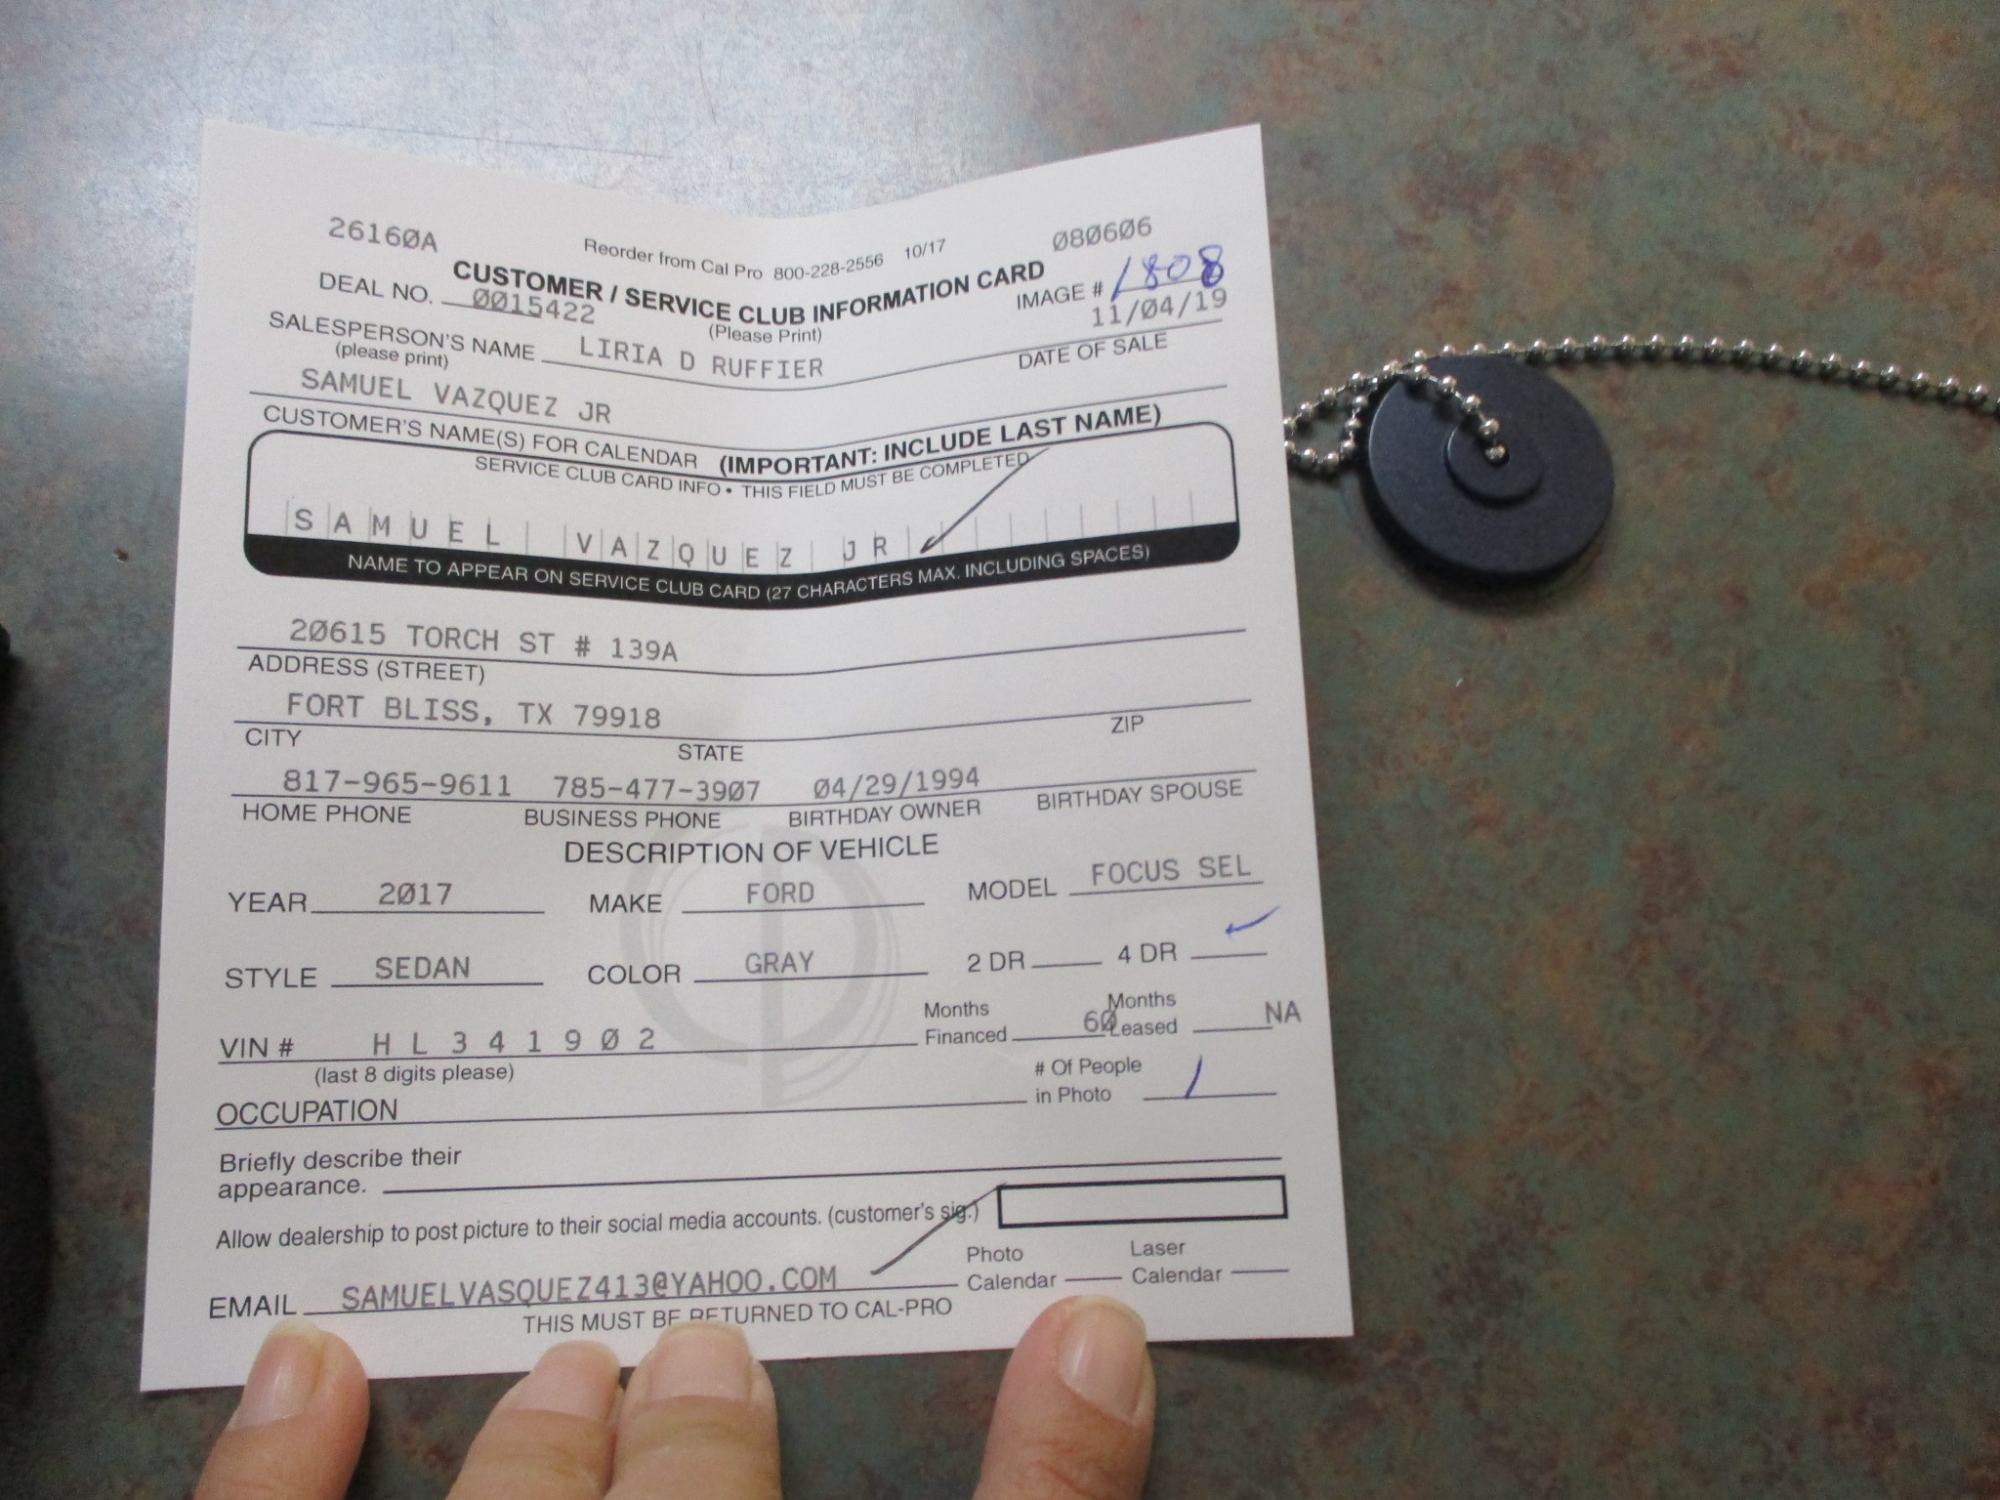 26160A Reorder from Cal Pro 800-228-2556 10/17 080606
CUSTOMER / SERVICE CLUB INFORMATION CARD
DEAL NO. 0015422 (Please Print) IMAGE # 1808
11/04/19
SALESPERSON'S NAME LIRIA D RUFFIER DATE OF SALE
(please print)
SAMUEL VAZQUEZ JR
CUSTOMER'S NAME(S) FOR CALENDAR (IMPORTANT: INCLUDE LAST NAME)
SERVICE CLUB CARD INFO • THIS FIELD MUST BE COMPLETED
SAMUEL VAZQUEZ JR
NAME TO APPEAR ON SERVICE CLUB CARD (27 CHARACTERS MAX. INCLUDING SPACES)
20615 TORCH ST # 139A
ADDRESS (STREET)
FORT BLISS, TX 79918
CITY STATE ZIP
817-965-9611 785-477-3907 04/29/1994
HOME PHONE BUSINESS PHONE BIRTHDAY OWNER BIRTHDAY SPOUSE
DESCRIPTION OF VEHICLE
YEAR 2017 MAKE FORD MODEL FOCUS SEL
STYLE SEDAN COLOR GRAY 2 DR 4 DR ✓
Months Months
VIN # HL341902 Financed 60 Leased NA
(last 8 digits please) # Of People
in Photo 1
OCCUPATION
Briefly describe their
appearance.
Allow dealership to post picture to their social media accounts. (customer's sig.)
Photo Laser
EMAIL SAMUELVASQUEZ413@YAHOO.COM Calendar Calendar
THIS MUST BE RETURNED TO CAL-PRO